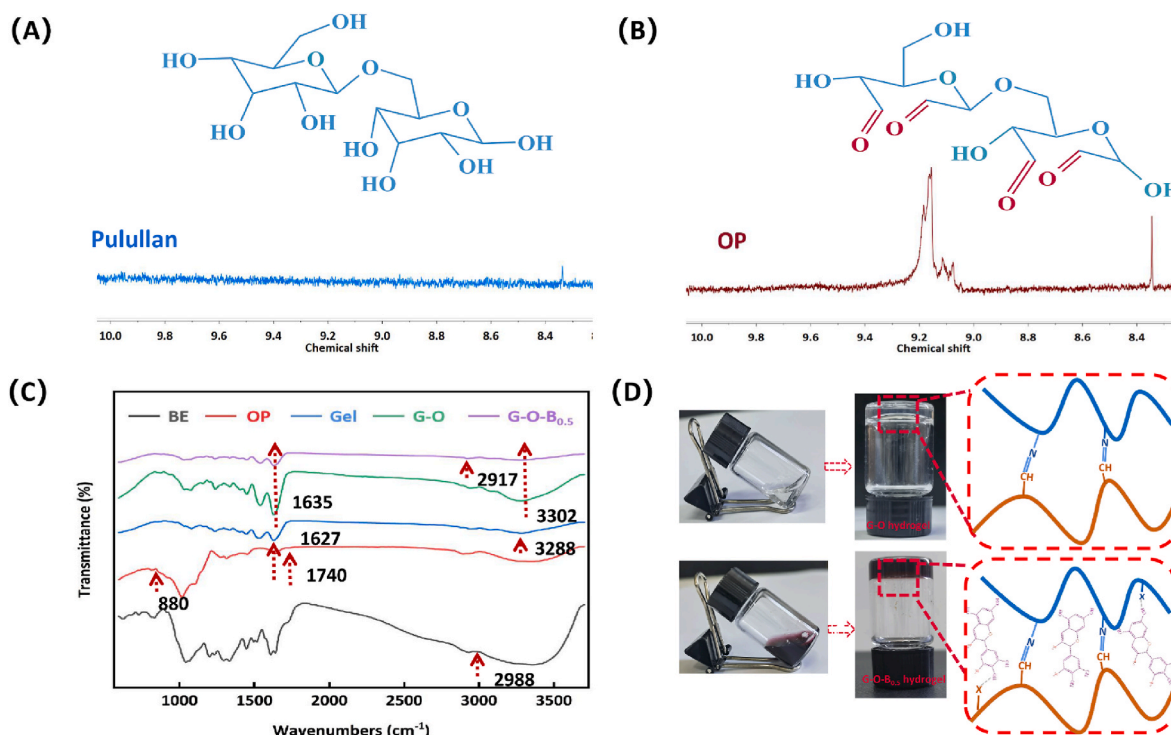 (A)
OH
HO
O
O
HO
HO
OH
O
HO
HO
HO
OH
OH
Pulullan
10.0 9.8 9.6 9.4 9.2 9.0 8.8 8.6 8.4
Chemical shift
(B)
OH
HO
O
O
O
O
HO
O
O
O
OH
OP
10.0 9.8 9.6 9.4 9.2 9.0 8.8 8.6 8.4
Chemical shift
(C)
BE OP Gel G-O G-O-B0.5
2917
1635
3302
1627
3288
1740
880
2988
Transmittance (%)
1000 1500 2000 2500 3000 3500
Wavenumbers (cm-1)
(D)
G-O hydrogel
N
CH
N
CH
G-O-B0.5 hydrogel
X
N
CH
N
CH
X